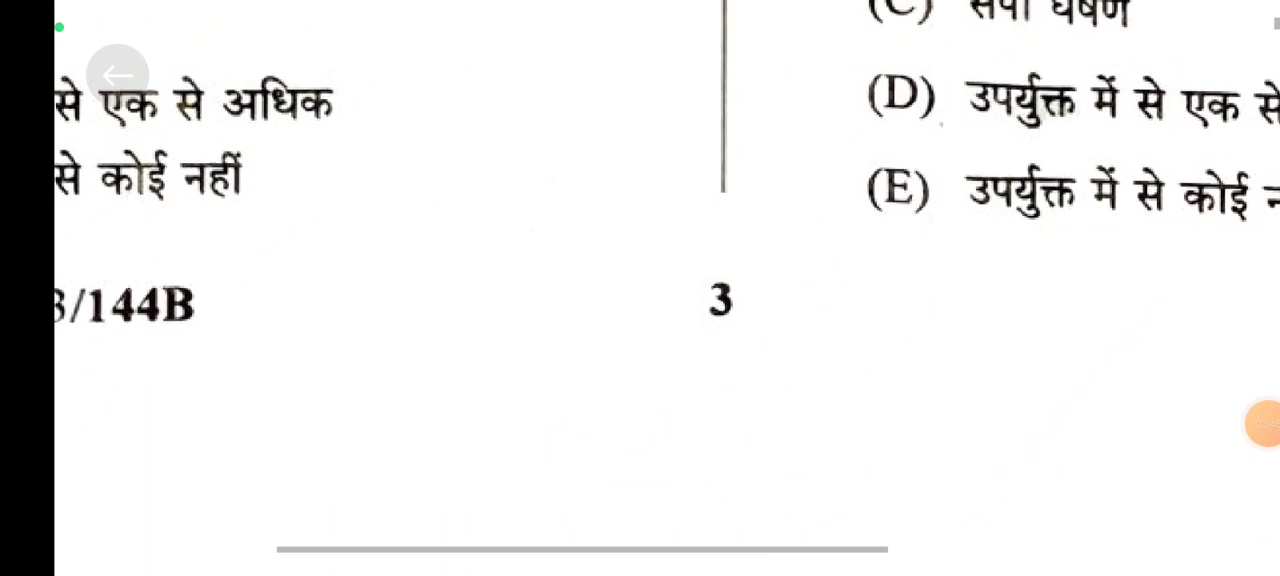 से एक से अधिक
से कोई नहीं
(D) उपर्युक्त में से एक से
(E) उपर्युक्त में से कोई
/144B
3